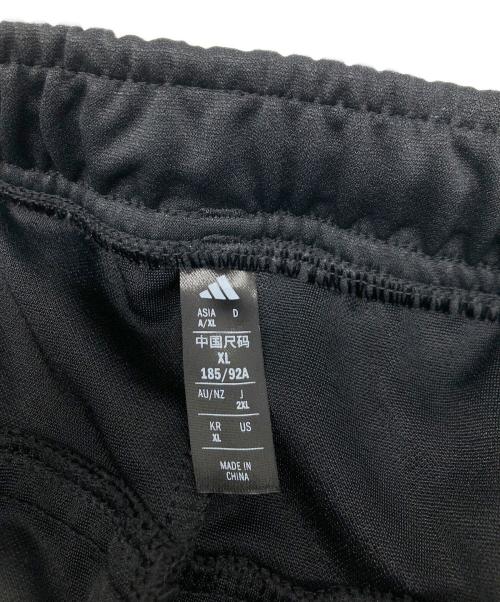 ASIA D
A/XL
中国尺码
XL
185/92A
AU/NZ J
2XL
KR US
XL
MADE IN
CHINA